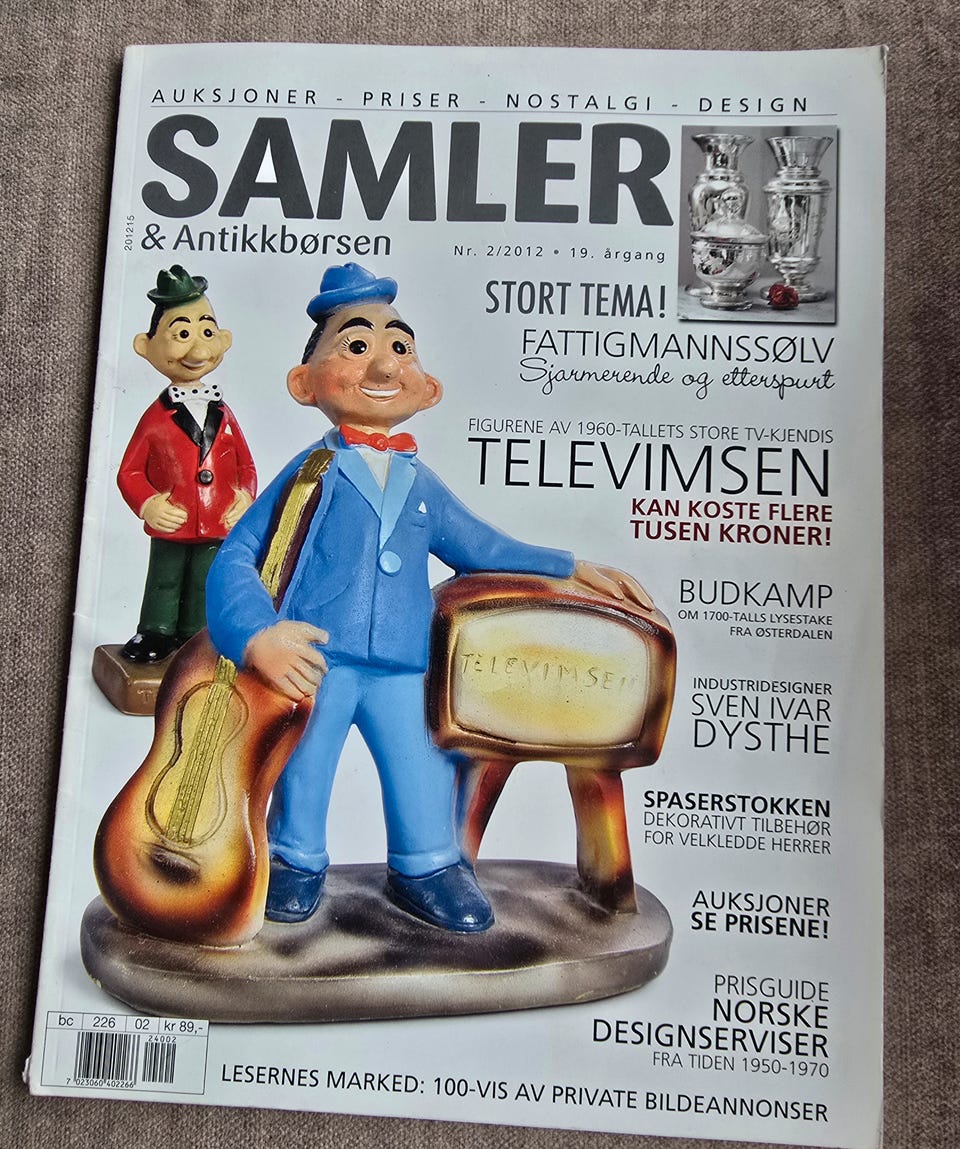 AUKSJONER - PRISER - NOSTALGI - DESIGN
SAMLER
& Antikkbørsen
Nr. 2/2012 • 19. årgang
201215
STORT TEMA!
FATTIGMANNSSØLV
Sjarmerende og etterspurt
FIGURENE AV 1960-TALLETS STORE TV-KJENDIS
TELEVIMSEN
KAN KOSTE FLERE
TUSEN KRONER!
BUDKAMP
OM 1700-TALLS LYSESTAKE
FRA ØSTERDALEN
TELEVIMSEN
INDUSTRIDESIGNER
SVEN IVAR
DYSTHE
SPASERSTOKKEN
DEKORATIVT TILBEHØR
FOR VELKLEDDE HERRER
AUKSJONER
SE PRISENE!
PRISGUIDE
NORSKE
DESIGNSERVISER
FRA TIDEN 1950-1970
bc 226 02 kr 89,-
24002
7 023060 402266
LESERNES MARKED: 100-VIS AV PRIVATE BILDEANNONSER